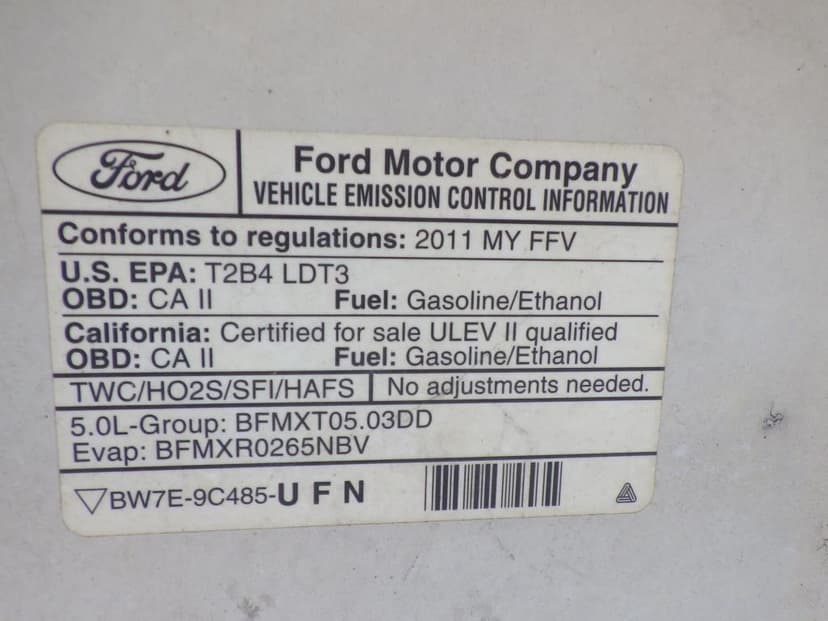 Ford
Ford Motor Company
VEHICLE EMISSION CONTROL INFORMATION
Conforms to regulations: 2011 MY FFV
U.S. EPA: T2B4 LDT3
OBD: CA II Fuel: Gasoline/Ethanol
California: Certified for sale ULEV II qualified
OBD: CA II Fuel: Gasoline/Ethanol
TWC/HO2S/SFI/HAFS No adjustments needed.
5.0L-Group: BFMXT05.03DD
Evap: BFMXR0265NBV
BW7E-9C485-U F N